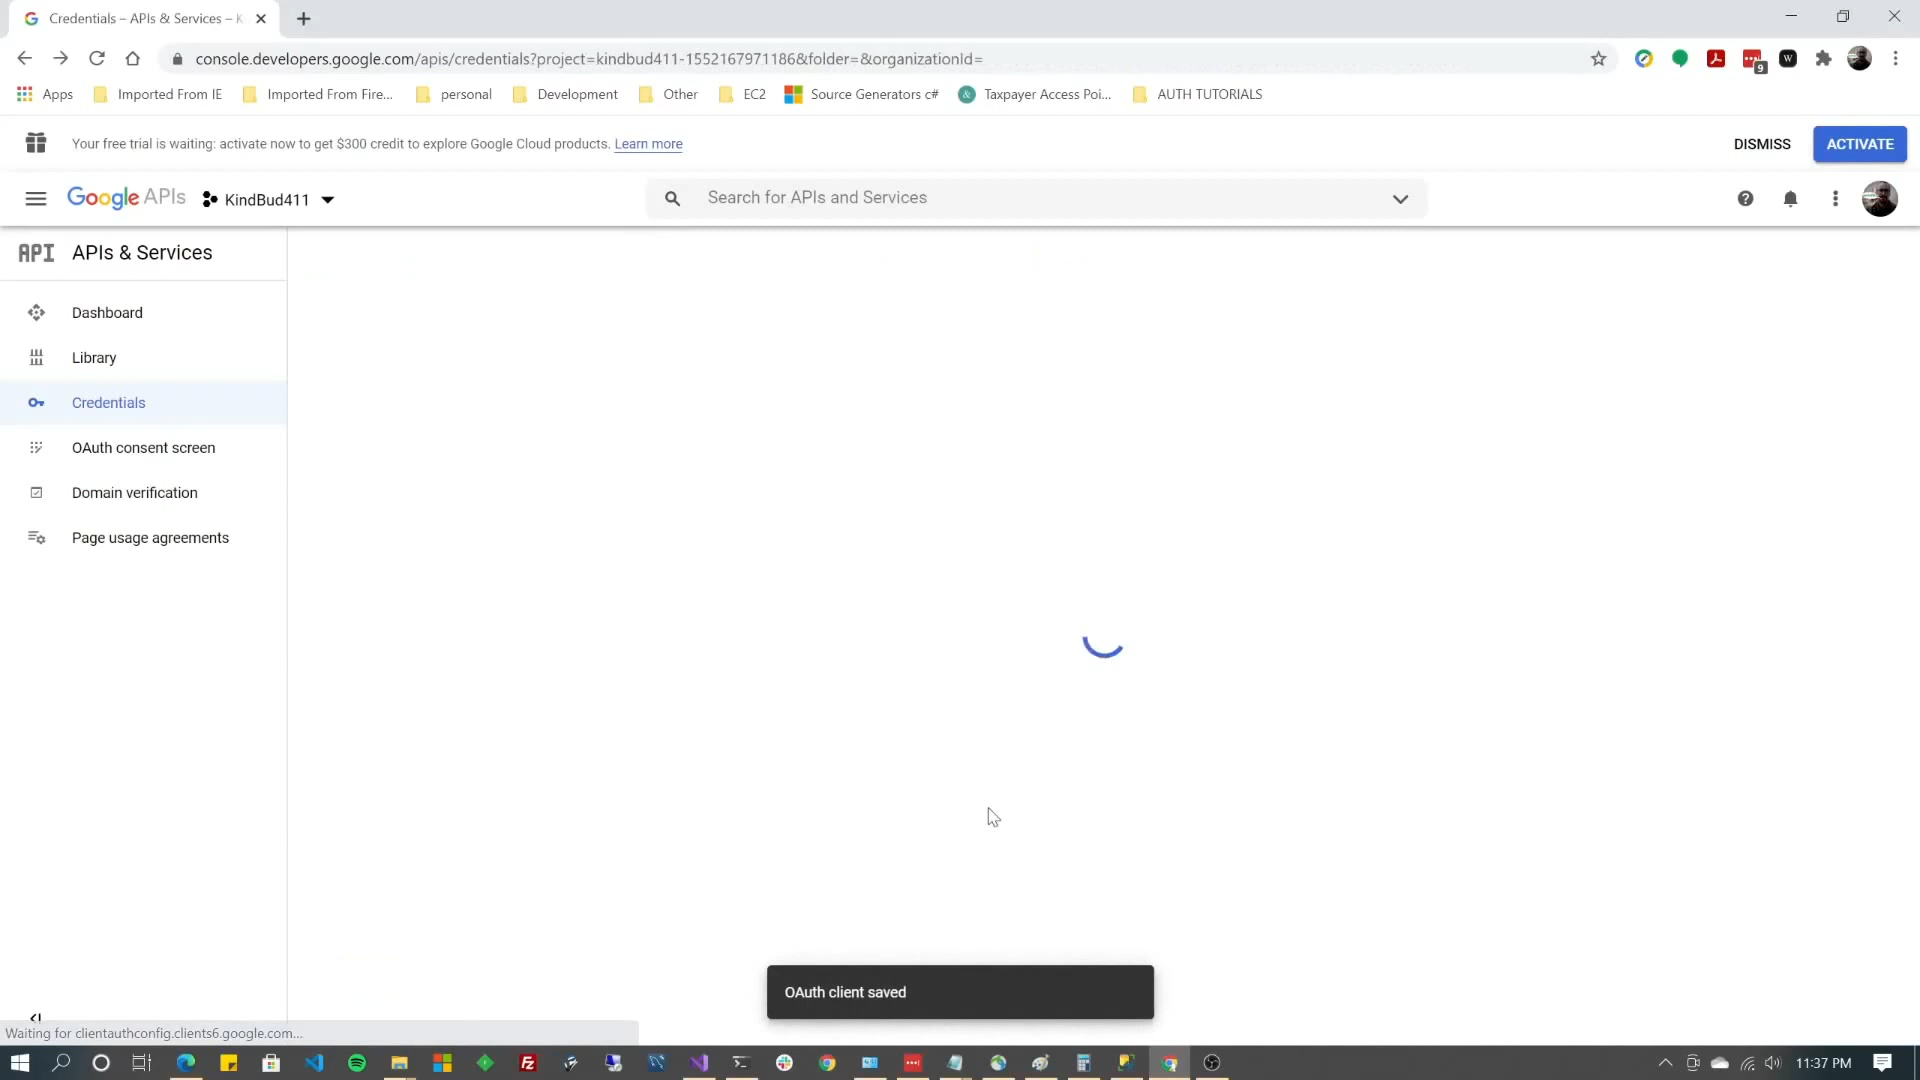 Credentials – APIs & Services – K
console.developers.google.com/apis/credentials?project=kindbud411-1552167971186&folder=&organizationId=
9
W
Apps
Imported From IE
Imported From Fire...
personal
Development
Other
EC2
Source Generators c#
Taxpayer Access Poi...
AUTH TUTORIALS
Your free trial is waiting: activate now to get $300 credit to explore Google Cloud products. Learn more
DISMISS
ACTIVATE
Google APIs
KindBud411
Search for APIs and Services
API APIs & Services
Dashboard
Library
Credentials
OAuth consent screen
Domain verification
Page usage agreements
OAuth client saved
Waiting for clientauthconfig.clients6.google.com...
11:37 PM